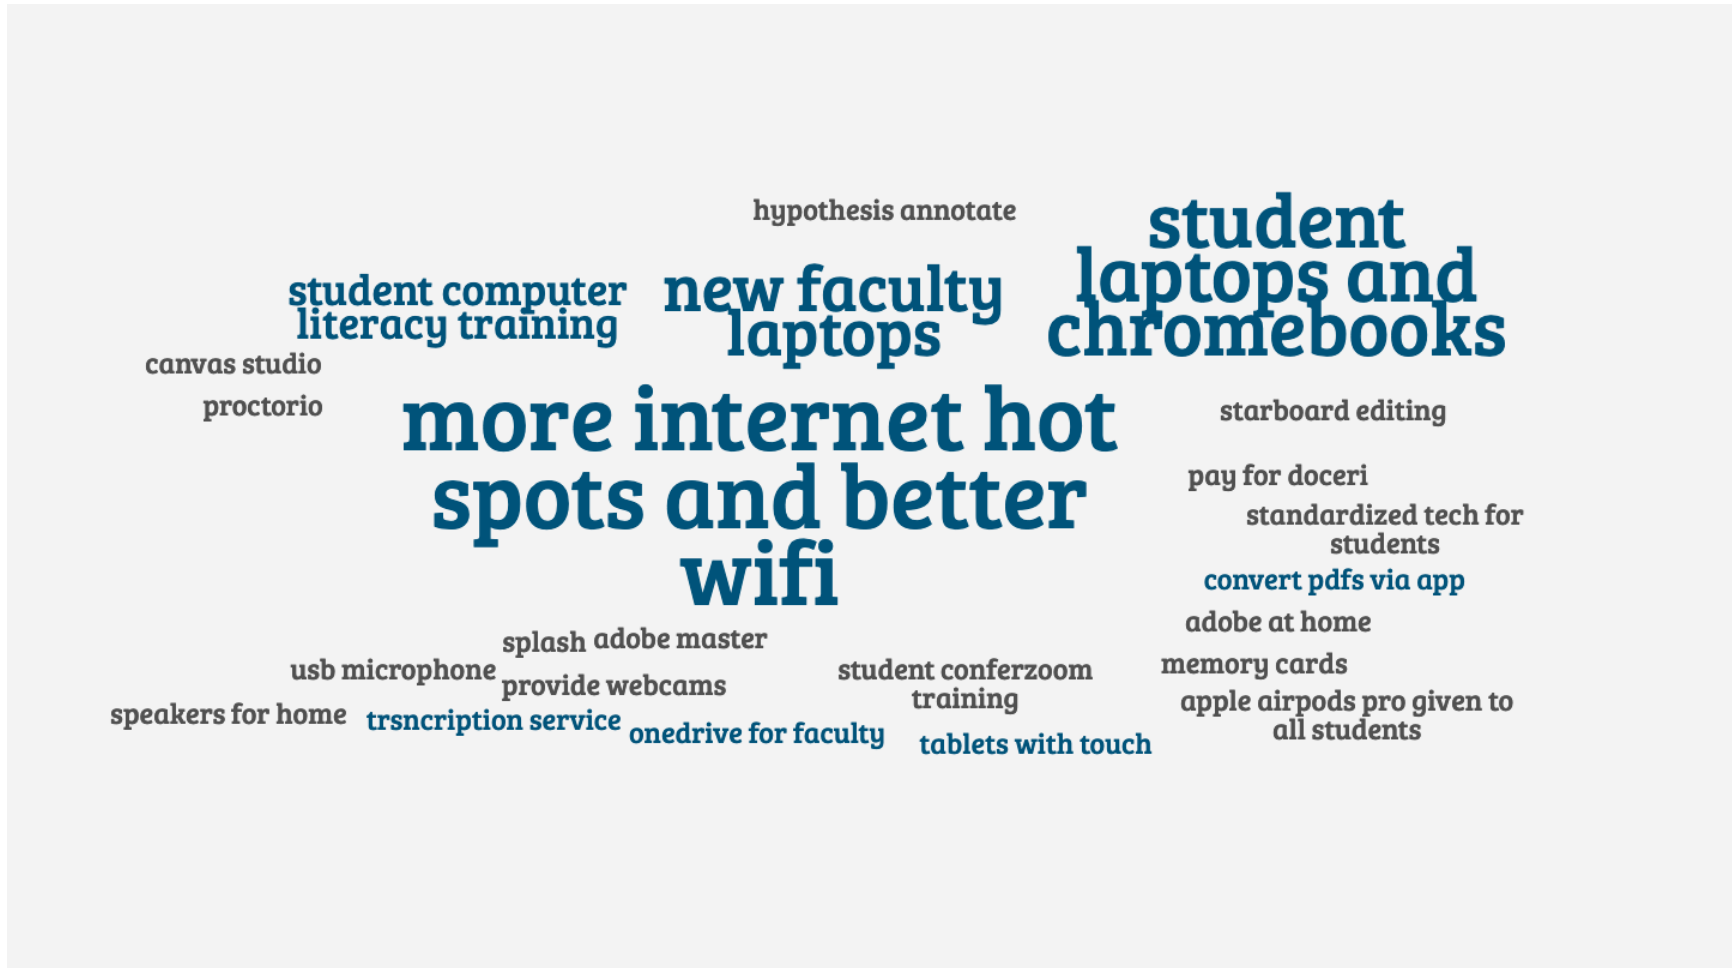 hypothesis annotate
student
laptops and
chromebooks
student computer
literacy training
new faculty
laptops
canvas studio
proctorio
more internet hot
spots and better
wifi
starboard editing
pay for doceri
standardized tech for
students
convert pdfs via app
adobe at home
splash
adobe master
usb microphone
provide webcams
student conferzoom
training
memory cards
apple airpods pro given to
all students
speakers for home
trsncription service
onedrive for faculty
tablets with touch